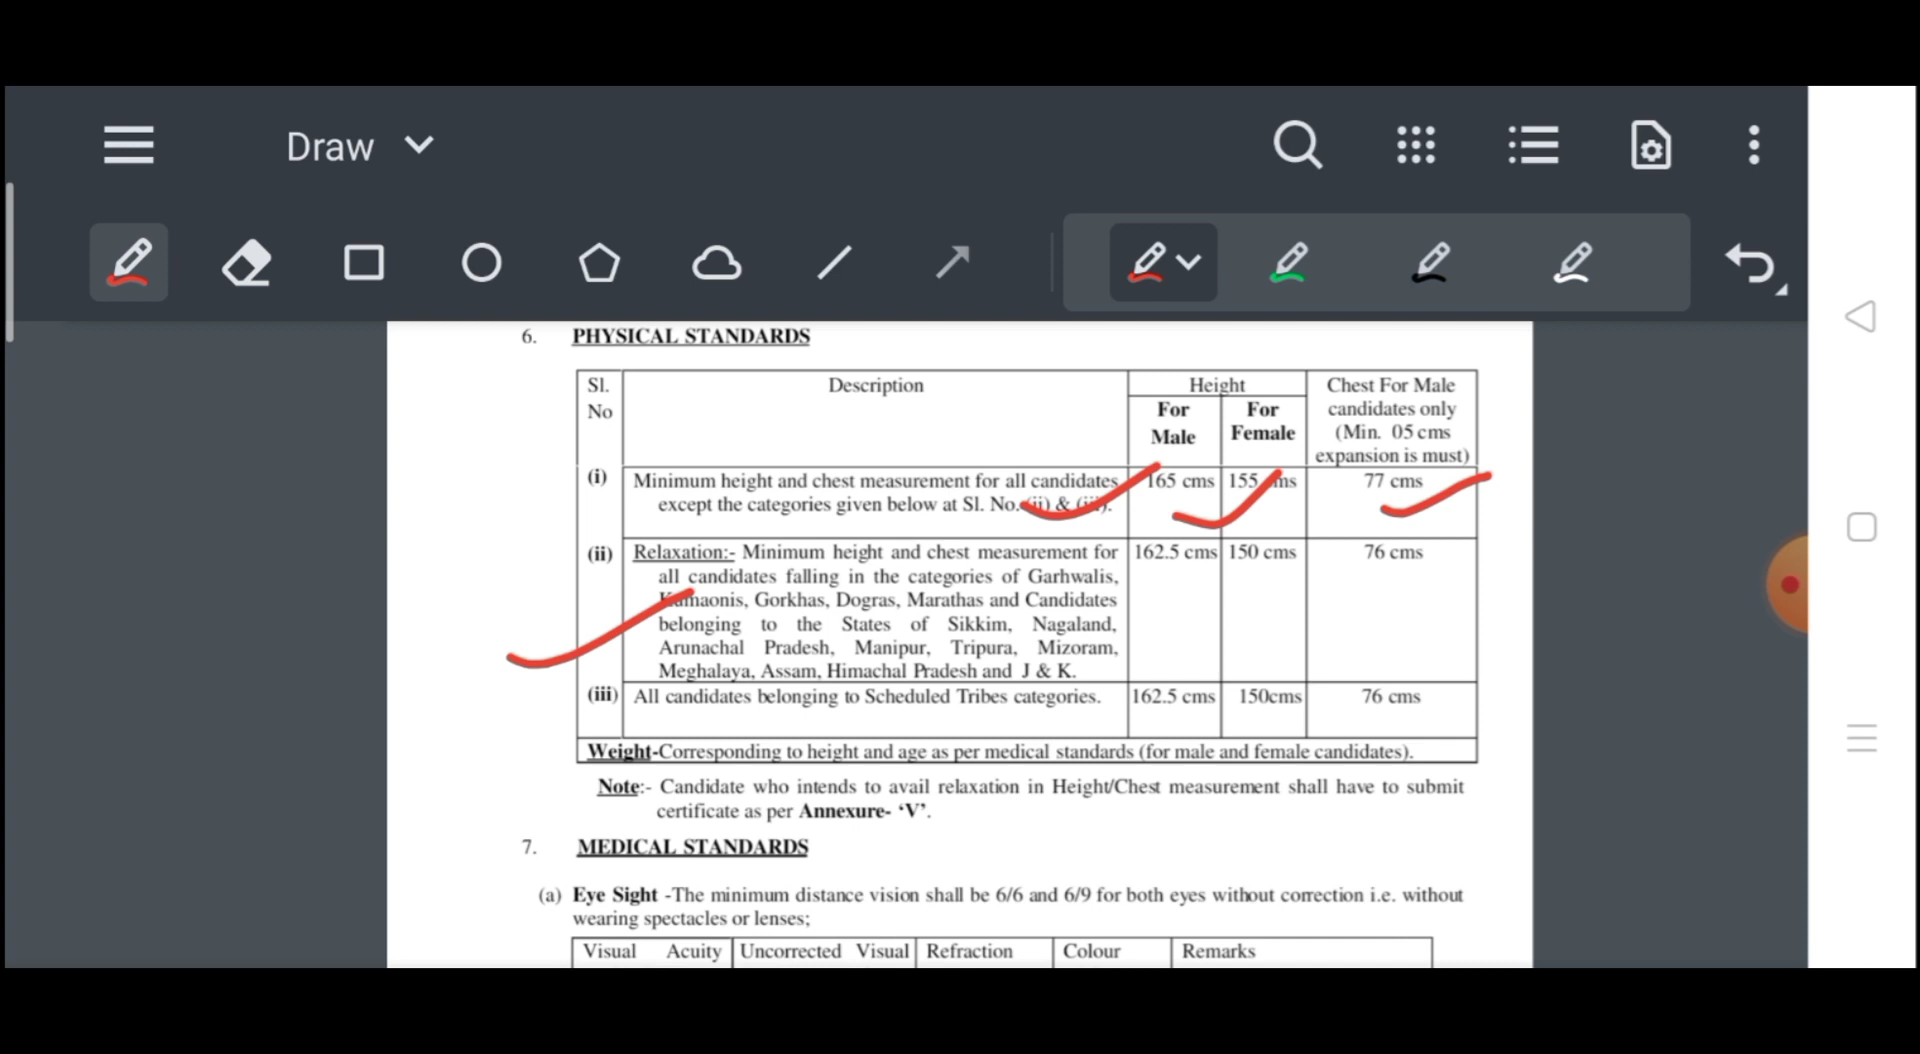 Draw
6. PHYSICAL STANDARDS
Sl. No
Description
Height
For Male
For Female
Chest For Male
candidates only
(Min. 05 cms
expansion is must)
(i) Minimum height and chest measurement for all candidates 165 cms 155 cms 77 cms
except the categories given below at Sl. No. (ii) & (iii).
(ii) Relaxation:- Minimum height and chest measurement for 162.5 cms 150 cms 76 cms
all candidates falling in the categories of Garhwalis,
Kumaonis, Gorkhas, Dogras, Marathas and Candidates
belonging to the States of Sikkim, Nagaland,
Arunachal Pradesh, Manipur, Tripura, Mizoram,
Meghalaya, Assam, Himachal Pradesh and J & K.
(iii) All candidates belonging to Scheduled Tribes categories. 162.5 cms 150cms 76 cms
Weight-Corresponding to height and age as per medical standards (for male and female candidates).
Note:- Candidate who intends to avail relaxation in Height/Chest measurement shall have to submit
certificate as per Annexure- ‘V’.
7. MEDICAL STANDARDS
(a) Eye Sight -The minimum distance vision shall be 6/6 and 6/9 for both eyes without correction i.e. without
wearing spectacles or lenses;
Visual Acuity Uncorrected Visual Refraction Colour Remarks